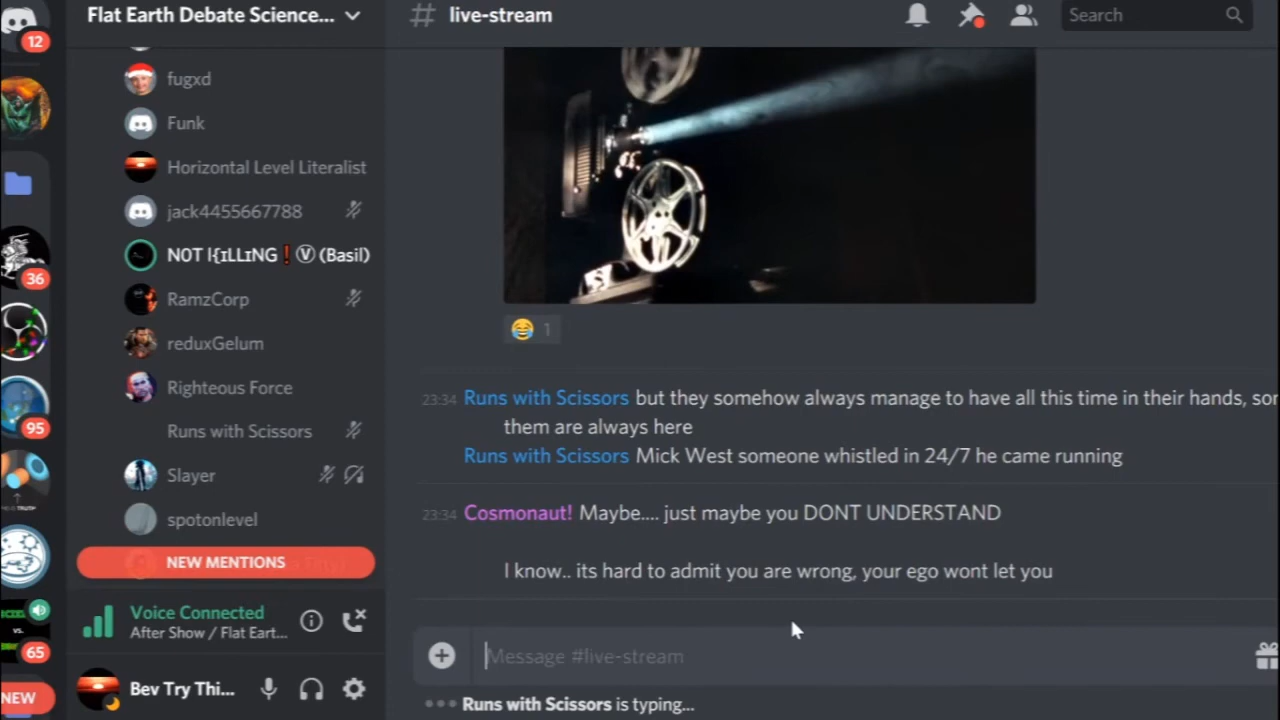 12
36
95
65
NEW
Flat Earth Debate Science...
fugxd
Funk
Horizontal Level Literalist
jack4455667788
NOT l{ɪLLɪNG❗Ⓥ (Basil)
RamzCorp
reduxGelum
Righteous Force
Runs with Scissors
Slayer
spotonlevel
NEW MENTIONS
Voice Connected
After Show / Flat Eart...
Bev Try Thi...
# live-stream
Search
😂 1
23:34 Runs with Scissors but they somehow always manage to have all this time in their hands,
them are always here
Runs with Scissors Mick West someone whistled in 24/7 he came running
23:34 Cosmonaut! Maybe.... just maybe you DONT UNDERSTAND
I know.. its hard to admit you are wrong, your ego wont let you
Message #live-stream
Runs with Scissors is typing...